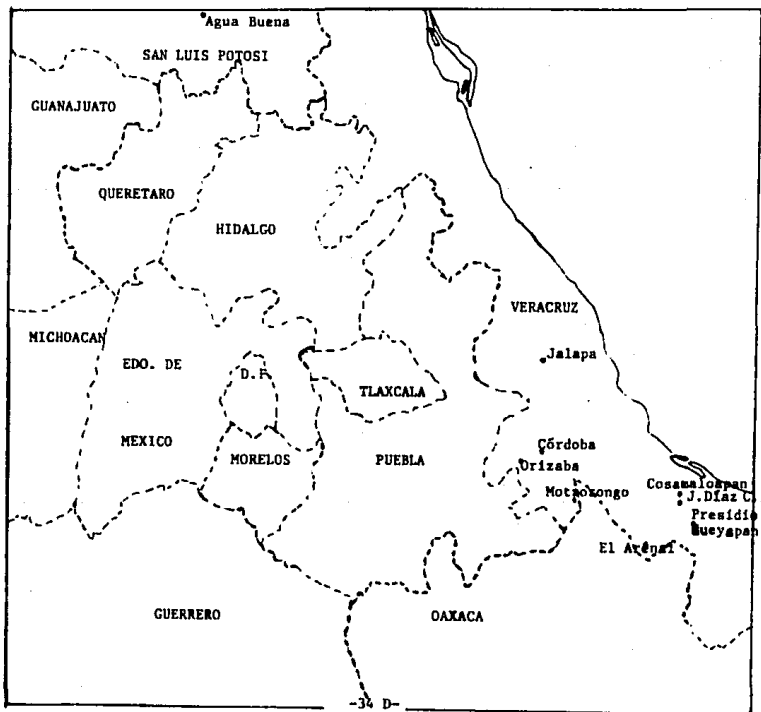 Agua Buena
SAN LUIS POTOSI
GUANAJUATO
QUERETARO
HIDALGO
VERACRUZ
MICHOACAN
EDO. DE
Jalapa
D.F
TLAXCALA
MEXICO
MORELOS
PUEBLA
Córdoba
Orizaba
Cosamaloapan
Motzorongo
J.Díaz C.
Presidio
Hueyapan
El Arenal
GUERRERO
OAXACA
-34 D-